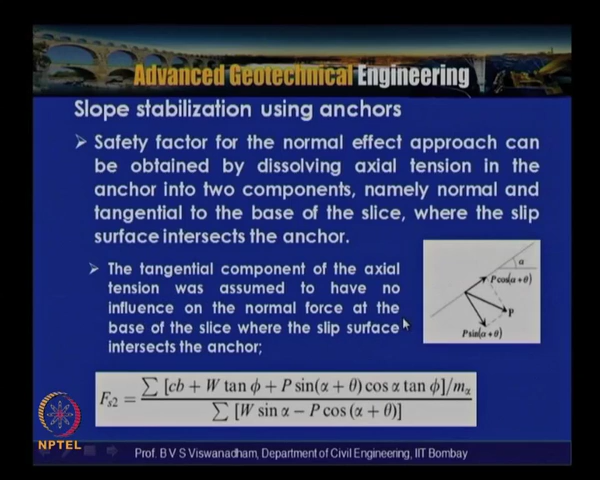 Advanced Geotechnical Engineering
Slope stabilization using anchors
➢ Safety factor for the normal effect approach can
be obtained by dissolving axial tension in the
anchor into two components, namely normal and
tangential to the base of the slice, where the slip
surface intersects the anchor.
➢ The tangential component of the axial
tension was assumed to have no
influence on the normal force at the
base of the slice where the slip surface
intersects the anchor;
α
Pcos(α+θ)
P
Psin(α+θ)
F_{s2} = ∑ [cb + W tan ϕ + P sin(α + θ) cos α tan ϕ]/m_α / ∑ [W sin α − P cos (α + θ)]
NPTEL
Prof. B V S Viswanadham, Department of Civil Engineering, IIT Bombay